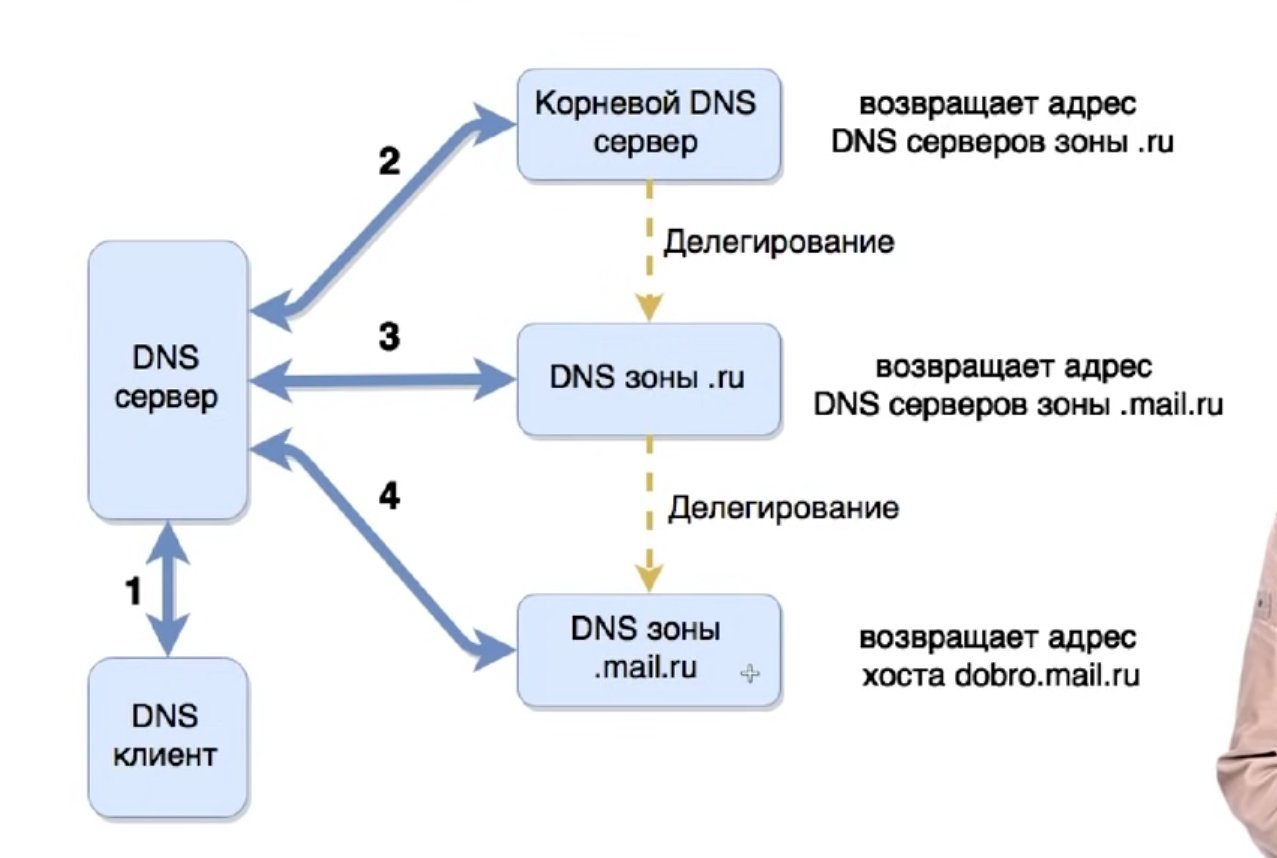 Корневой DNS
сервер
возвращает адрес
DNS серверов зоны .ru
2
Делегирование
DNS
сервер
3
DNS зоны .ru
возвращает адрес
DNS серверов зоны .mail.ru
4
Делегирование
1
DNS зоны
.mail.ru
возвращает адрес
хоста dobro.mail.ru
DNS
клиент